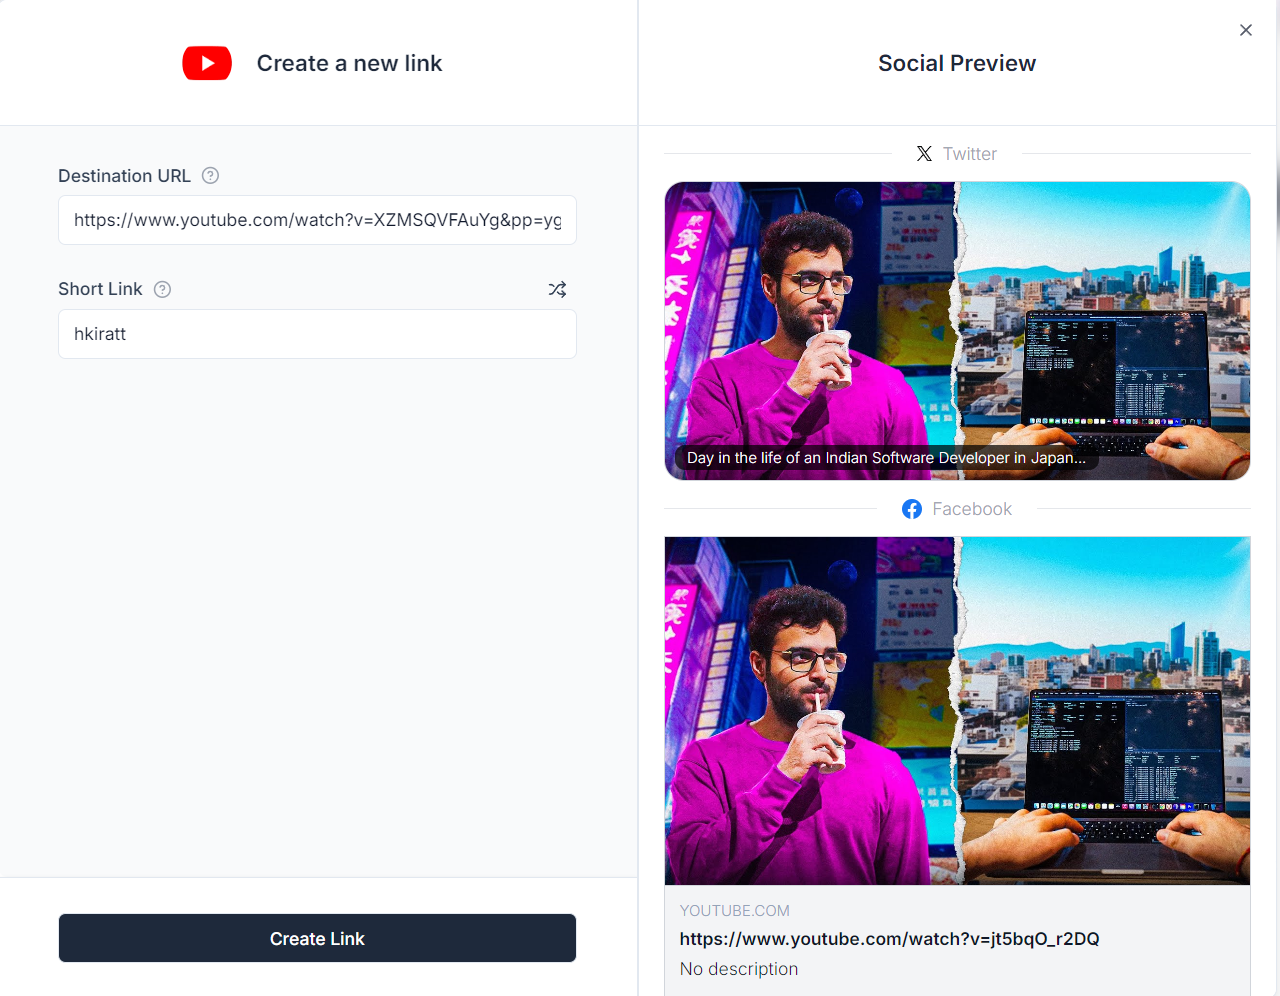 Create a new link
Destination URL
https://www.youtube.com/watch?v=XZMSQVFAuYg&pp=yg
Short Link
hkiratt
Create Link
Social Preview
Twitter
Day in the life of an Indian Software Developer in Japan...
Facebook
YOUTUBE.COM
https://www.youtube.com/watch?v=jt5bqO_r2DQ
No description